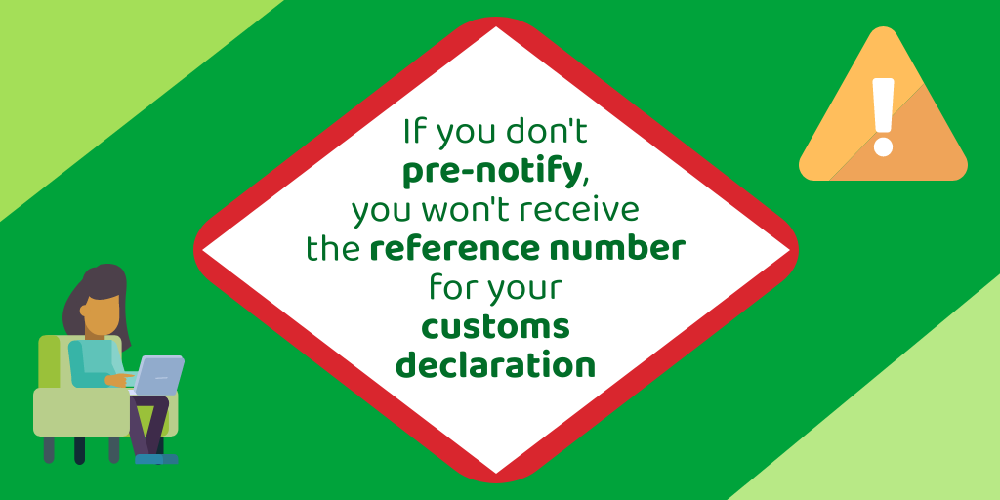 If you don't
pre-notify,
you won't receive
the reference number
for your
customs
declaration